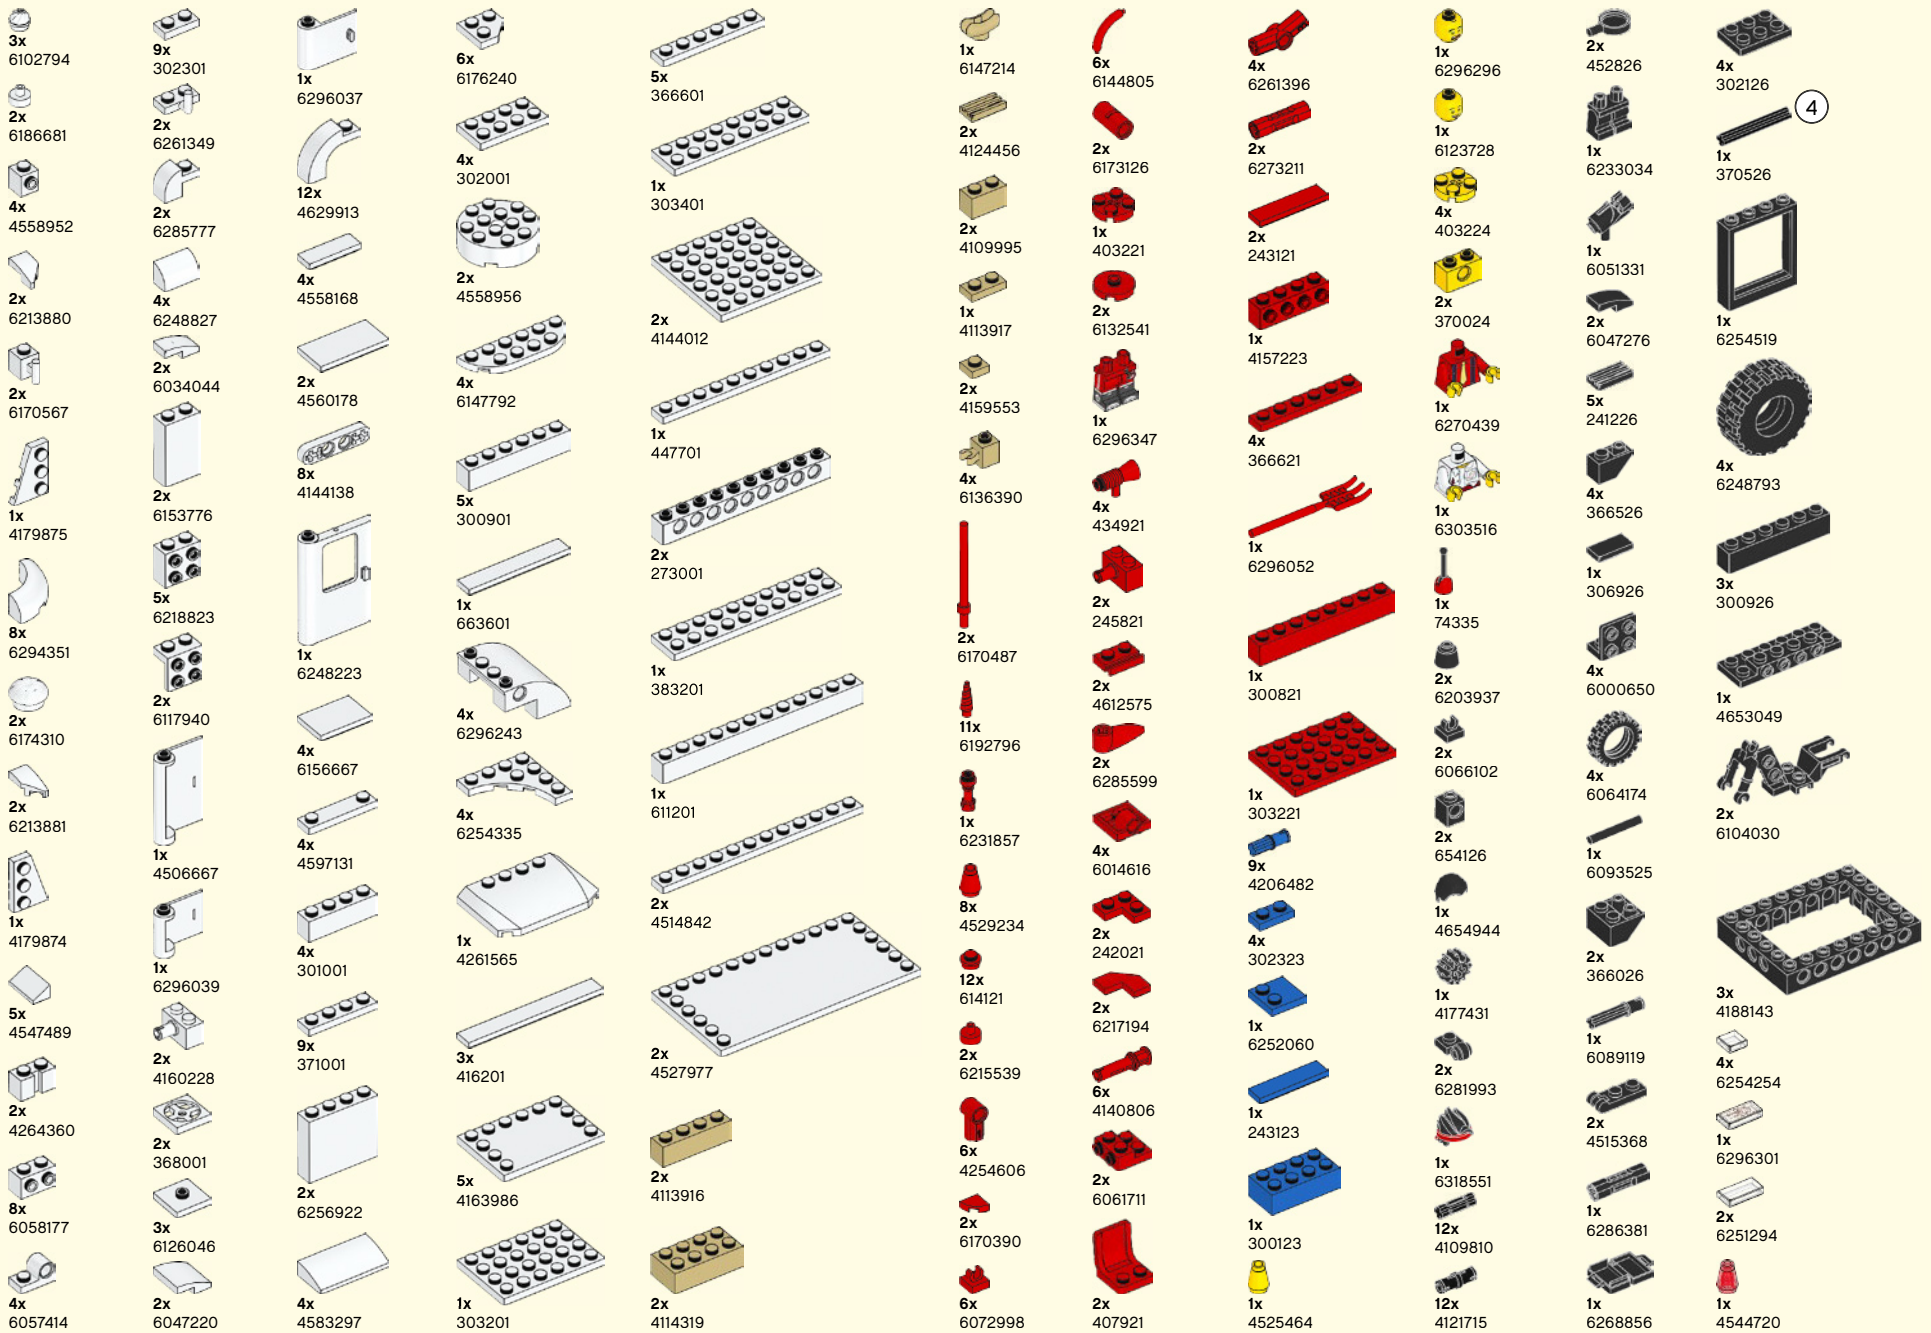 3x
6102794
2x
6186681
4x
4558952
2x
6213880
2x
6170567
1x
4179875
8x
6294351
2x
6174310
2x
6213881
1x
4179874
5x
4547489
2x
4264360
8x
6058177
4x
6057414
9x
302301
2x
6261349
2x
6285777
4x
6248827
2x
6034044
2x
6153776
5x
6218823
2x
6117940
1x
4506667
1x
6296039
2x
4160228
2x
368001
3x
6126046
2x
6047220
1x
6296037
12x
4629913
4x
4558168
2x
4560178
8x
4144138
1x
6248223
4x
6156667
4x
4597131
4x
301001
9x
371001
2x
6256922
4x
4583297
6x
6176240
4x
302001
2x
4558956
4x
6147792
5x
300901
1x
663601
4x
6296243
4x
6254335
1x
4261565
3x
416201
5x
4163986
1x
303201
5x
366601
1x
303401
2x
4144012
1x
447701
2x
273001
1x
383201
1x
611201
2x
4514842
2x
4527977
2x
4113916
2x
4114319
1x
6147214
2x
4124456
2x
4109995
1x
4113917
2x
4159553
4x
6136390
2x
6170487
11x
6192796
1x
6231857
8x
4529234
12x
614121
2x
6215539
6x
4254606
2x
6170390
6x
6072998
6x
6144805
2x
6173126
1x
403221
2x
6132541
1x
6296347
4x
434921
2x
245821
2x
4612575
2x
6285599
4x
6014616
2x
242021
2x
6217194
6x
4140806
2x
6061711
2x
407921
4x
6261396
2x
6273211
2x
243121
1x
4157223
4x
366621
1x
6296052
1x
300821
1x
303221
9x
4206482
4x
302323
1x
6252060
1x
243123
1x
300123
1x
4525464
1x
6296296
1x
6123728
4x
403224
2x
370024
1x
6270439
1x
6303516
1x
74335
2x
6203937
2x
6066102
2x
654126
1x
4654944
1x
4177431
2x
6281993
1x
6318551
12x
4109810
12x
4121715
2x
452826
1x
6233034
1x
6051331
2x
6047276
5x
241226
4x
366526
1x
306926
4x
6000650
4x
6064174
1x
6093525
2x
366026
1x
6089119
2x
4515368
1x
6286381
1x
6268856
4x
302126
4
1x
370526
1x
6254519
4x
6248793
3x
300926
1x
4653049
2x
6104030
3x
4188143
4x
6254254
1x
6296301
2x
6251294
1x
4544720